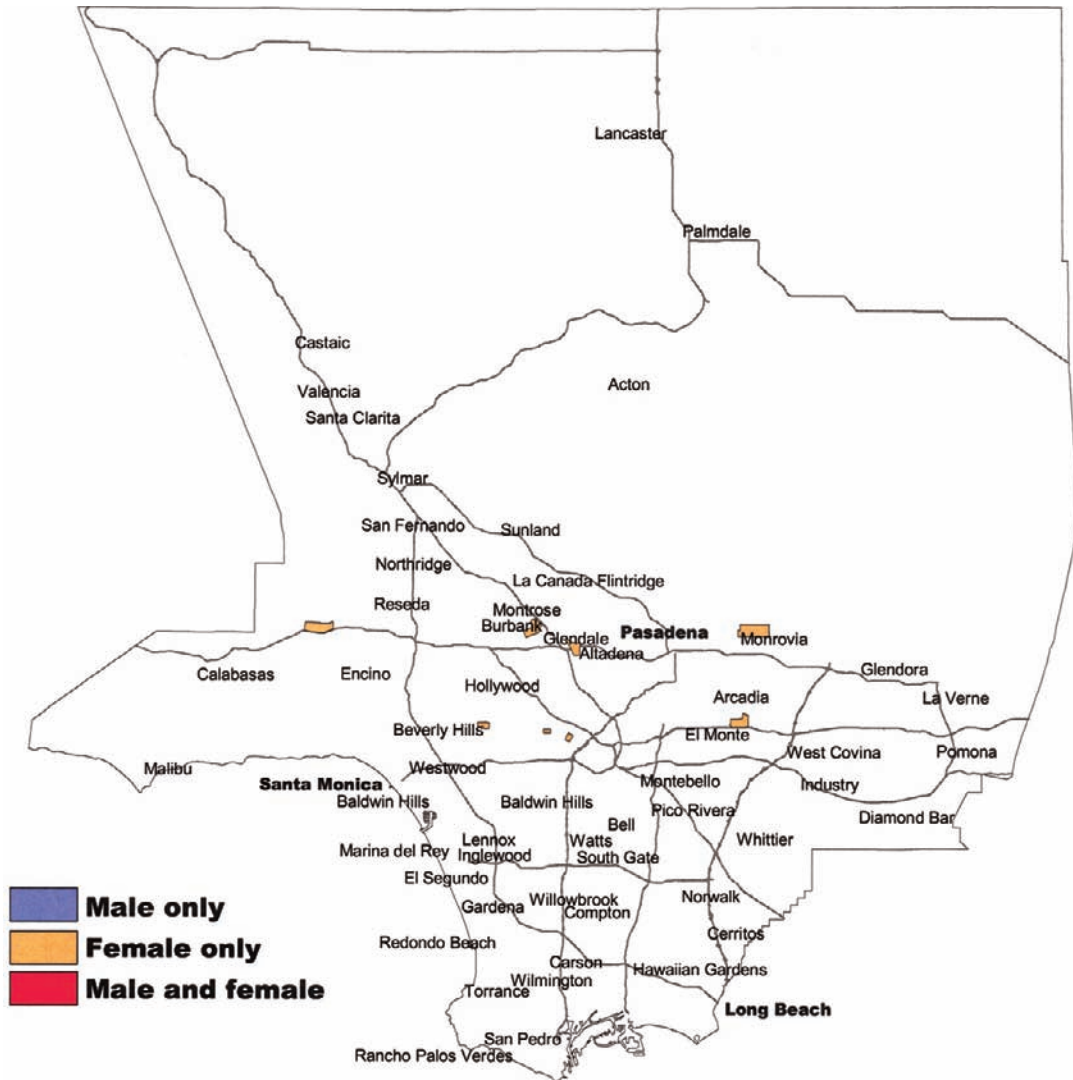 Lancaster
Palmdale
Castaic
Acton
Valencia
Santa Clarita
Sylmar
San Fernando
Sunland
Northridge
La Canada Flintridge
Reseda
Montrose
Burbank
Pasadena
Glendale
Monrovia
Altadena
Calabasas
Encino
Glendora
Hollywood
Arcadia
La Verne
Beverly Hills
El Monte
West Covina
Pomona
Malibu
Westwood
Santa Monica
Montebello
Industry
Baldwin Hills
Baldwin Hills
Pico Rivera
Diamond Bar
Bell
Lennox
Watts
Whittier
Marina del Rey
Inglewood
South Gate
El Segundo
Willowbrook
Norwalk
Male only
Gardena
Compton
Female only
Redondo Beach
Cerritos
Carson
Hawaiian Gardens
Male and female
Wilmington
Torrance
Long Beach
San Pedro
Rancho Palos Verdes